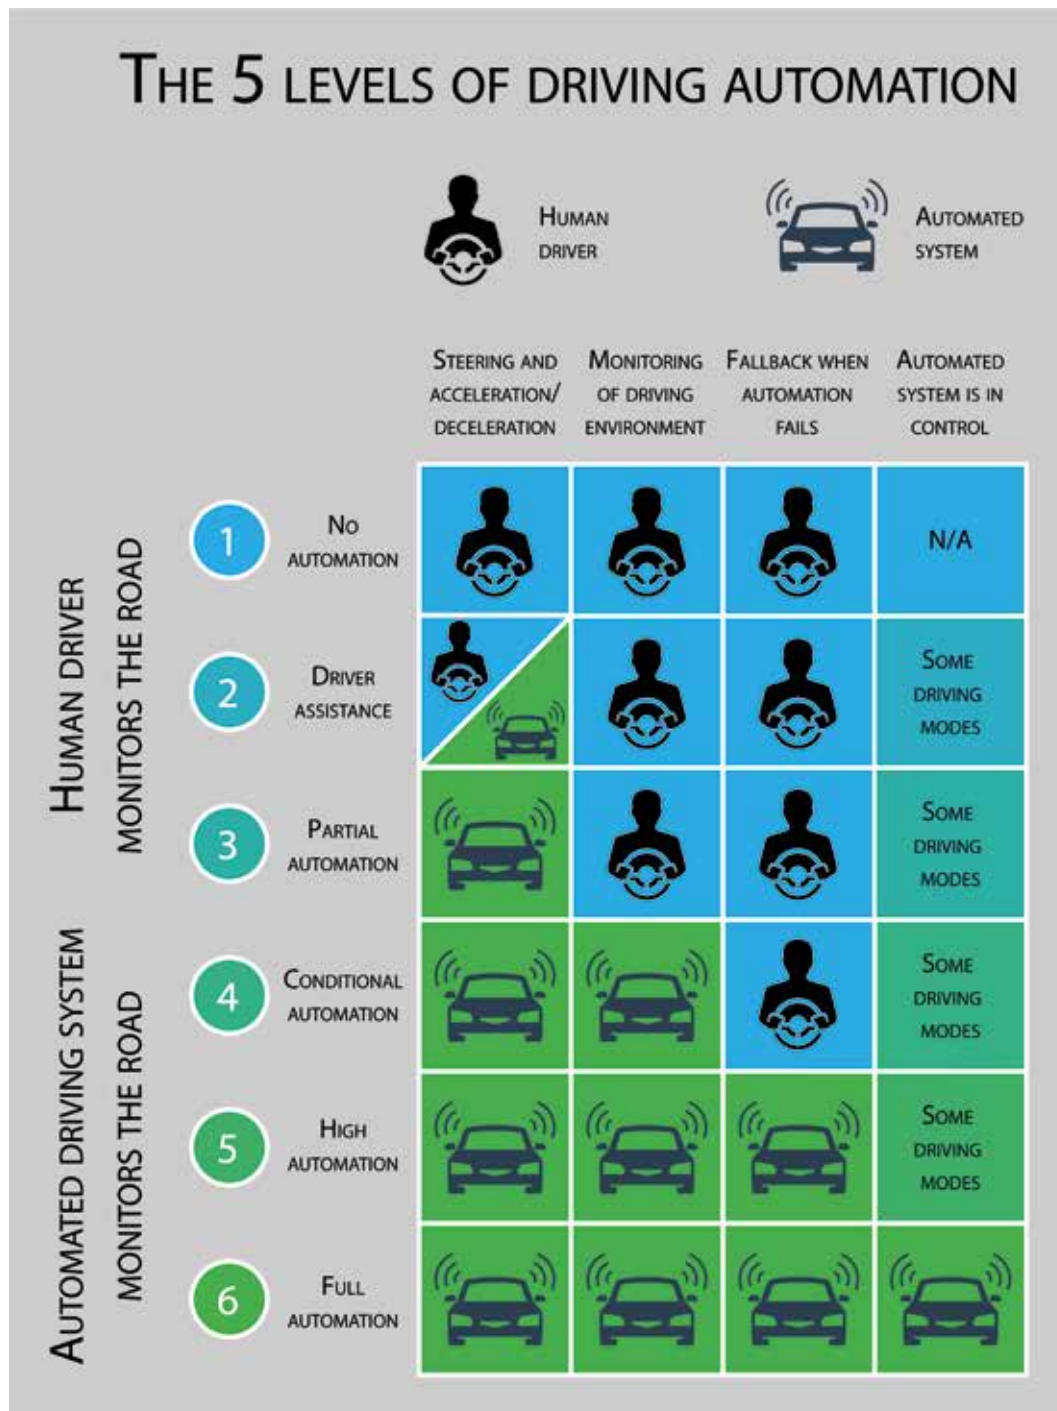 The 5 levels of driving automation
Human
driver
Automated
system
Steering and
acceleration/
deceleration
Monitoring
of driving
environment
Fallback when
automation
fails
Automated
system is in
control
Human driver
monitors the road
1
No
automation
N/A
2
Driver
assistance
Some
driving
modes
3
Partial
automation
Some
driving
modes
Automated driving system
monitors the road
4
Conditional
automation
Some
driving
modes
5
High
automation
Some
driving
modes
6
Full
automation